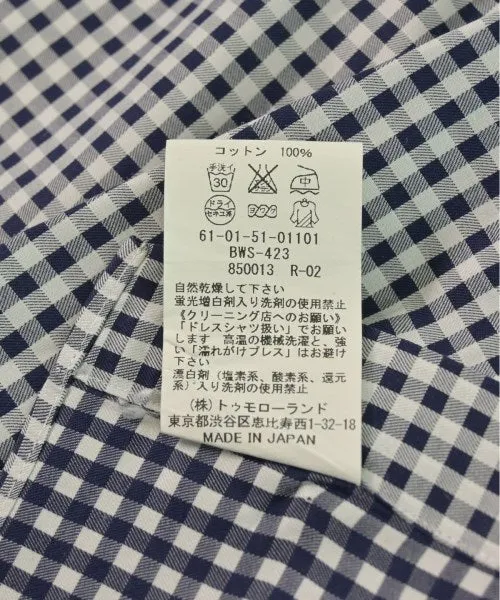 コットン 100%
手洗イ 30 中
ドライ セキユ系 ヨワク
61-01-51-01101
BWS-423
850013 R-02
自然乾燥して下さい
蛍光増白剤入り洗剤の使用禁止
《クリーニング店へのお願い》
「ドレスシャツ扱い」でお願い
します 高温の機械洗濯と、強
い「濡れがけプレス」はお避け
下さい
漂白剤（塩素系、酸素系、還元
系）入り洗剤の使用禁止
(株)トゥモローランド
東京都渋谷区恵比寿西1-32-18
MADE IN JAPAN